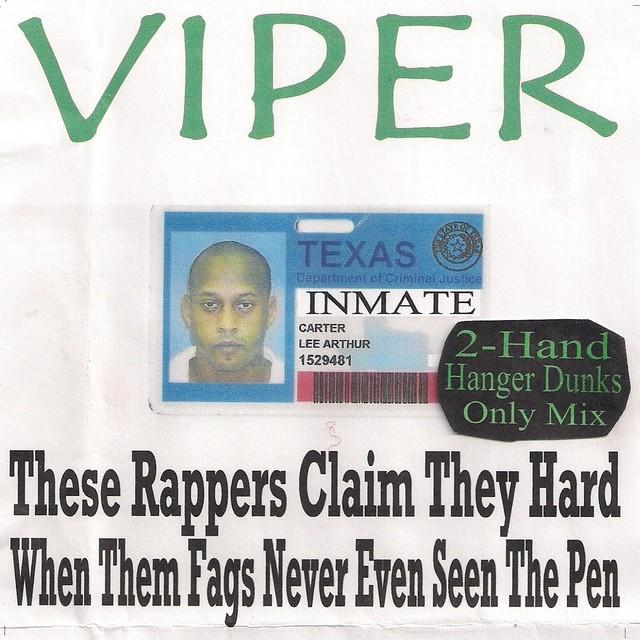 VIPER
TEXAS
Department of Criminal Justice
INMATE
CARTER
LEE ARTHUR
1529481
2-Hand
Hanger Dunks
Only Mix
These Rappers Claim They Hard
When Them Fags Never Even Seen The Pen